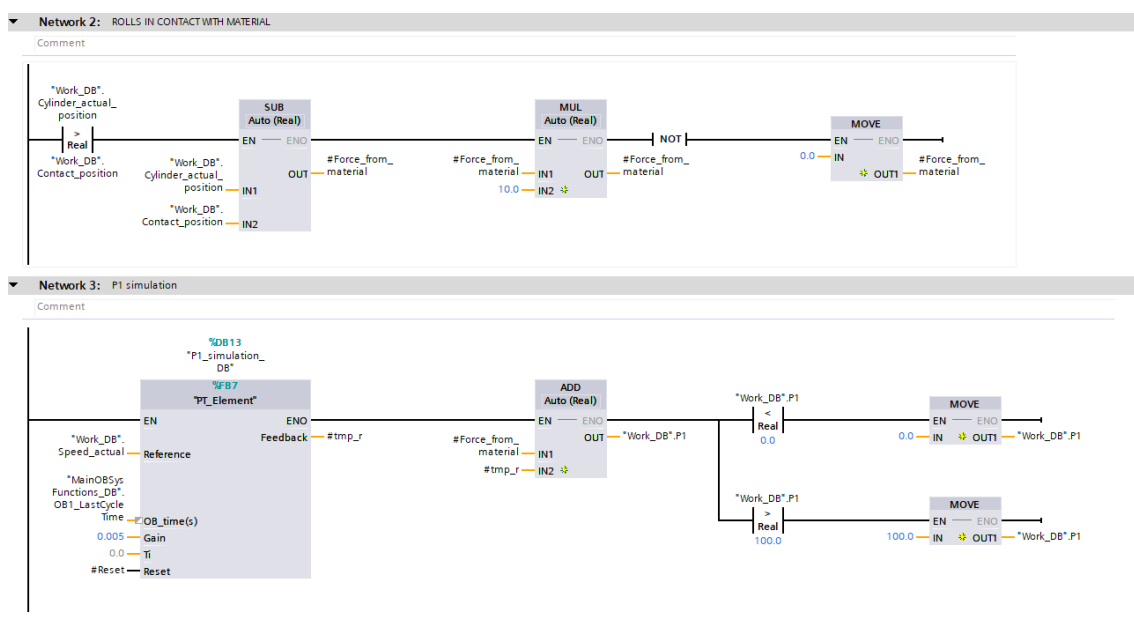 Network 2: ROLLS IN CONTACT WITH MATERIAL
Comment
"Work_DB".
Cylinder_actual_
position
>
Real
"Work_DB".
Contact_position
SUB
Auto (Real)
EN ENO
"Work_DB".
Cylinder_actual_
position
IN1
"Work_DB".
Contact_position
IN2
OUT
#Force_from_
material
MUL
Auto (Real)
EN ENO
#Force_from_
material
IN1
10.0
IN2
OUT
#Force_from_
material
NOT
MOVE
EN ENO
0.0
IN
OUT1
#Force_from_
material
Network 3: P1 simulation
Comment
%DB13
"P1_simulation_
DB"
%FB7
"PT_Element"
EN ENO
Feedback
#tmp_r
"Work_DB".
Speed_actual
Reference
"MainOBSys
Functions_DB".
OB1_LastCycle
Time
OB_time(s)
0.005
Gain
0.0
Ti
#Reset
Reset
ADD
Auto (Real)
EN ENO
#Force_from_
material
IN1
#tmp_r
IN2
OUT
"Work_DB".P1
"Work_DB".P1
<
Real
0.0
MOVE
EN ENO
0.0
IN
OUT1
"Work_DB".P1
"Work_DB".P1
>
Real
100.0
MOVE
EN ENO
100.0
IN
OUT1
"Work_DB".P1